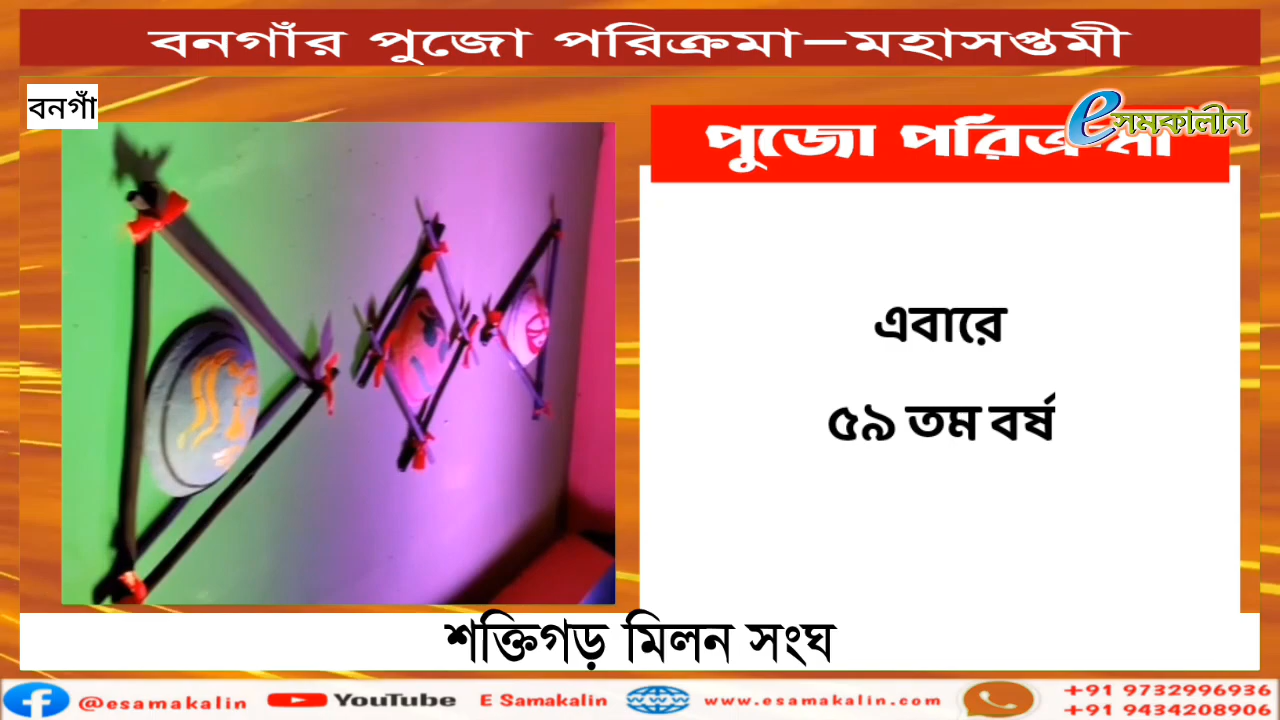 বনগাঁর পুজো পরিক্রমা–মহাসপ্তমী
বনগাঁ
পুজো পরিক্রমা
eসমকালীন
এবারে
৫৯ তম বর্ষ
শক্তিগড় মিলন সংঘ
@esamakalin YouTube E Samakalin www.esamakalin.com
+91 9732996936
+91 9434208906